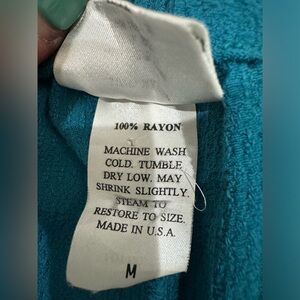 100% RAYON
MACHINE WASH
COLD. TUMBLE
DRY LOW. MAY
SHRINK SLIGHTLY.
STEAM TO
RESTORE TO SIZE.
MADE IN U.S.A.
M